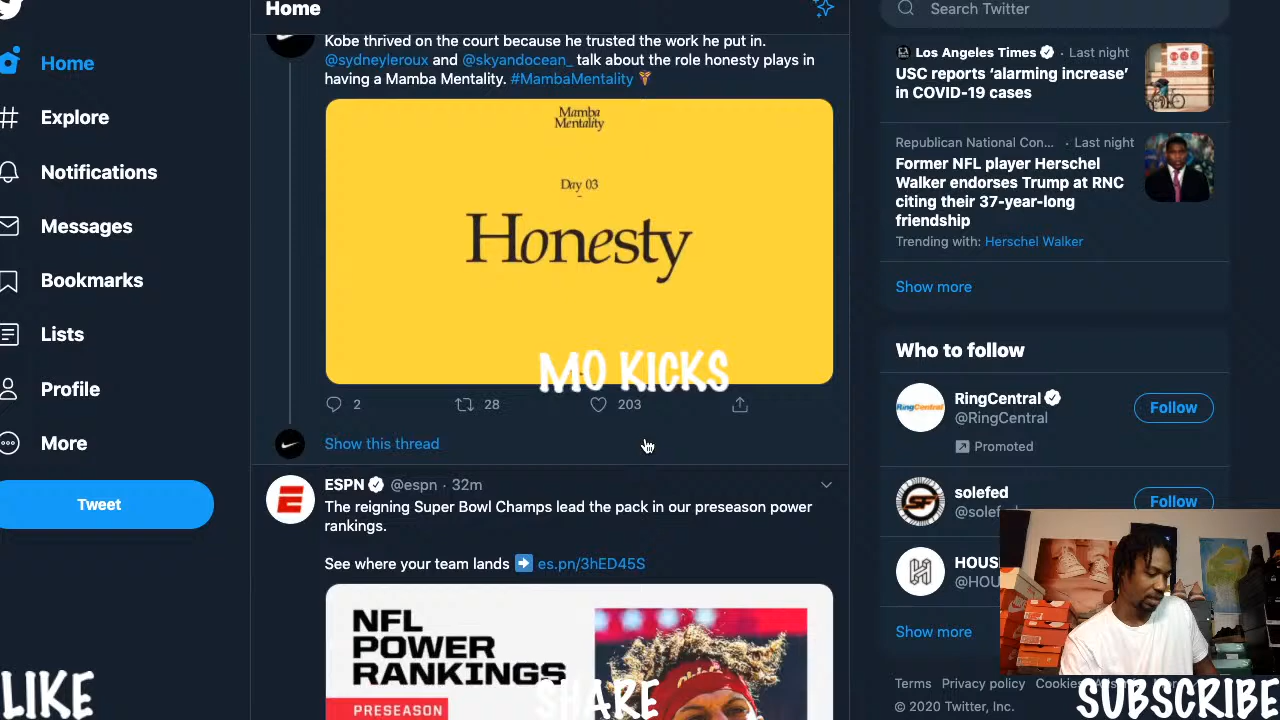 Home
Home
Explore
Notifications
Messages
Bookmarks
Lists
Profile
More
Tweet
Kobe thrived on the court because he trusted the work he put in.
@sydneyleroux and @skyandocean_ talk about the role honesty plays in
having a Mamba Mentality. #MambaMentality
Mamba
Mentality
Day 03
Honesty
MO KICKS
2 28 203
Show this thread
ESPN @espn · 32m
The reigning Super Bowl Champs lead the pack in our preseason power
rankings.
See where your team lands ➡ es.pn/3hED45S
NFL
POWER
RANKINGS
PRESEASON
Search Twitter
Los Angeles Times · Last night
USC reports ‘alarming increase’
in COVID-19 cases
Republican National Con... · Last night
Former NFL player Herschel
Walker endorses Trump at RNC
citing their 37-year-long
friendship
Trending with: Herschel Walker
Show more
Who to follow
RingCentral
@RingCentral
Follow
Promoted
RingCentral
solefed
@solef
Follow
SF
HOUS
@HOU
Show more
Terms Privacy policy
© 2020 Twitter, Inc.
LIKE
SHARE
SUBSCRIBE